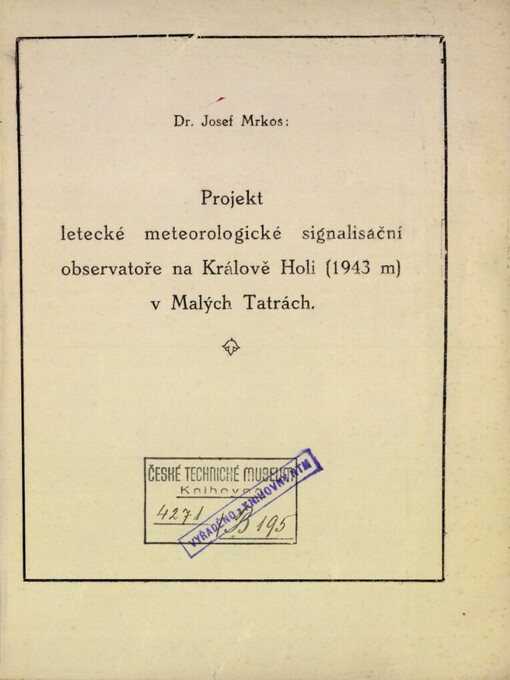 Dr. Josef Mrkos:
Projekt
letecké meteorologické signalisační
observatoře na Králově Holi (1943 m)
v Malých Tatrách.
ČESKÉ TECHNICKÉ MUSEUM
Knihovna
4271 B 195
VYŘAZENO z KNIHOVNY NTM